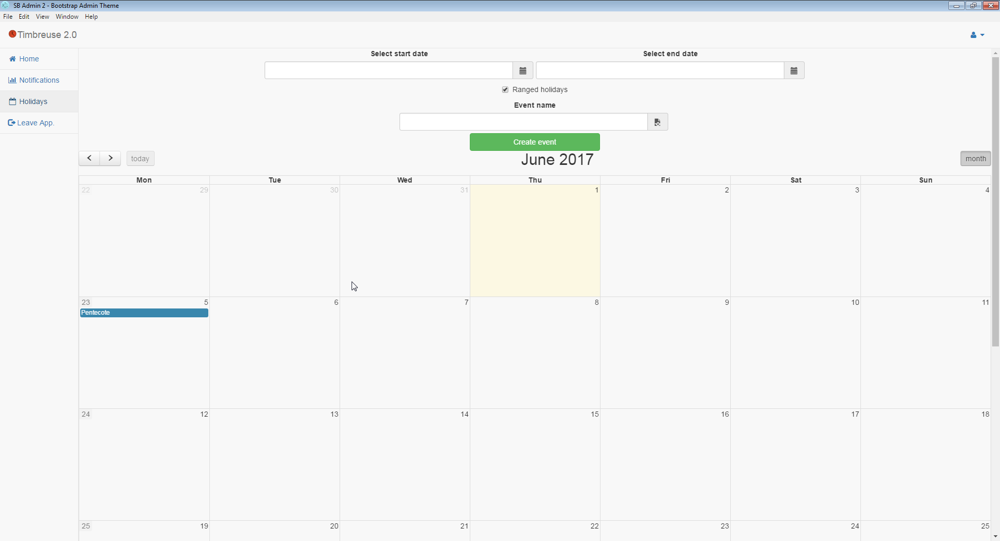 SB Admin 2 - Bootstrap Admin Theme
File Edit View Window Help
Timbreuse 2.0
Home
Notifications
Holidays
Leave App.
Select start date Select end date
Ranged holidays
Event name
Create event
today June 2017 month
Mon Tue Wed Thu Fri Sat Sun
22 29 30 31 1 2 3 4
23 5 6 7 8 9 10 11
Pentecote
24 12 13 14 15 16 17 18
25 19 20 21 22 23 24 25